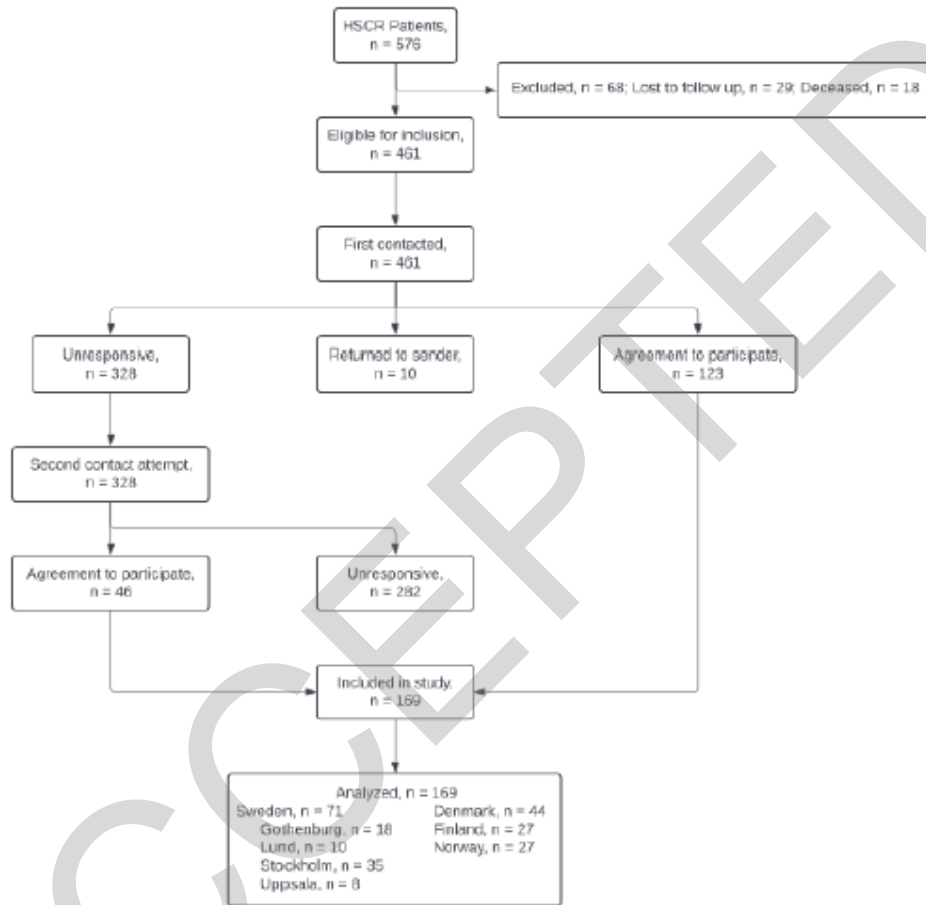 HSCR Patients,
n = 576
Excluded, n = 68; Lost to follow up, n = 29; Deceased, n = 18
Eligible for inclusion,
n = 461
First contacted,
n = 461
Unresponsive,
n = 328
Returned to sender,
n = 10
Agreement to participate,
n = 123
Second contact attempt,
n = 328
Agreement to participate,
n = 46
Unresponsive,
n = 282
Included in study,
n = 169
Analyzed, n = 169
Sweden, n = 71
Gothenburg, n = 18
Lund, n = 10
Stockholm, n = 35
Uppsala, n = 8
Denmark, n = 44
Finland, n = 27
Norway, n = 27
CCEPTED